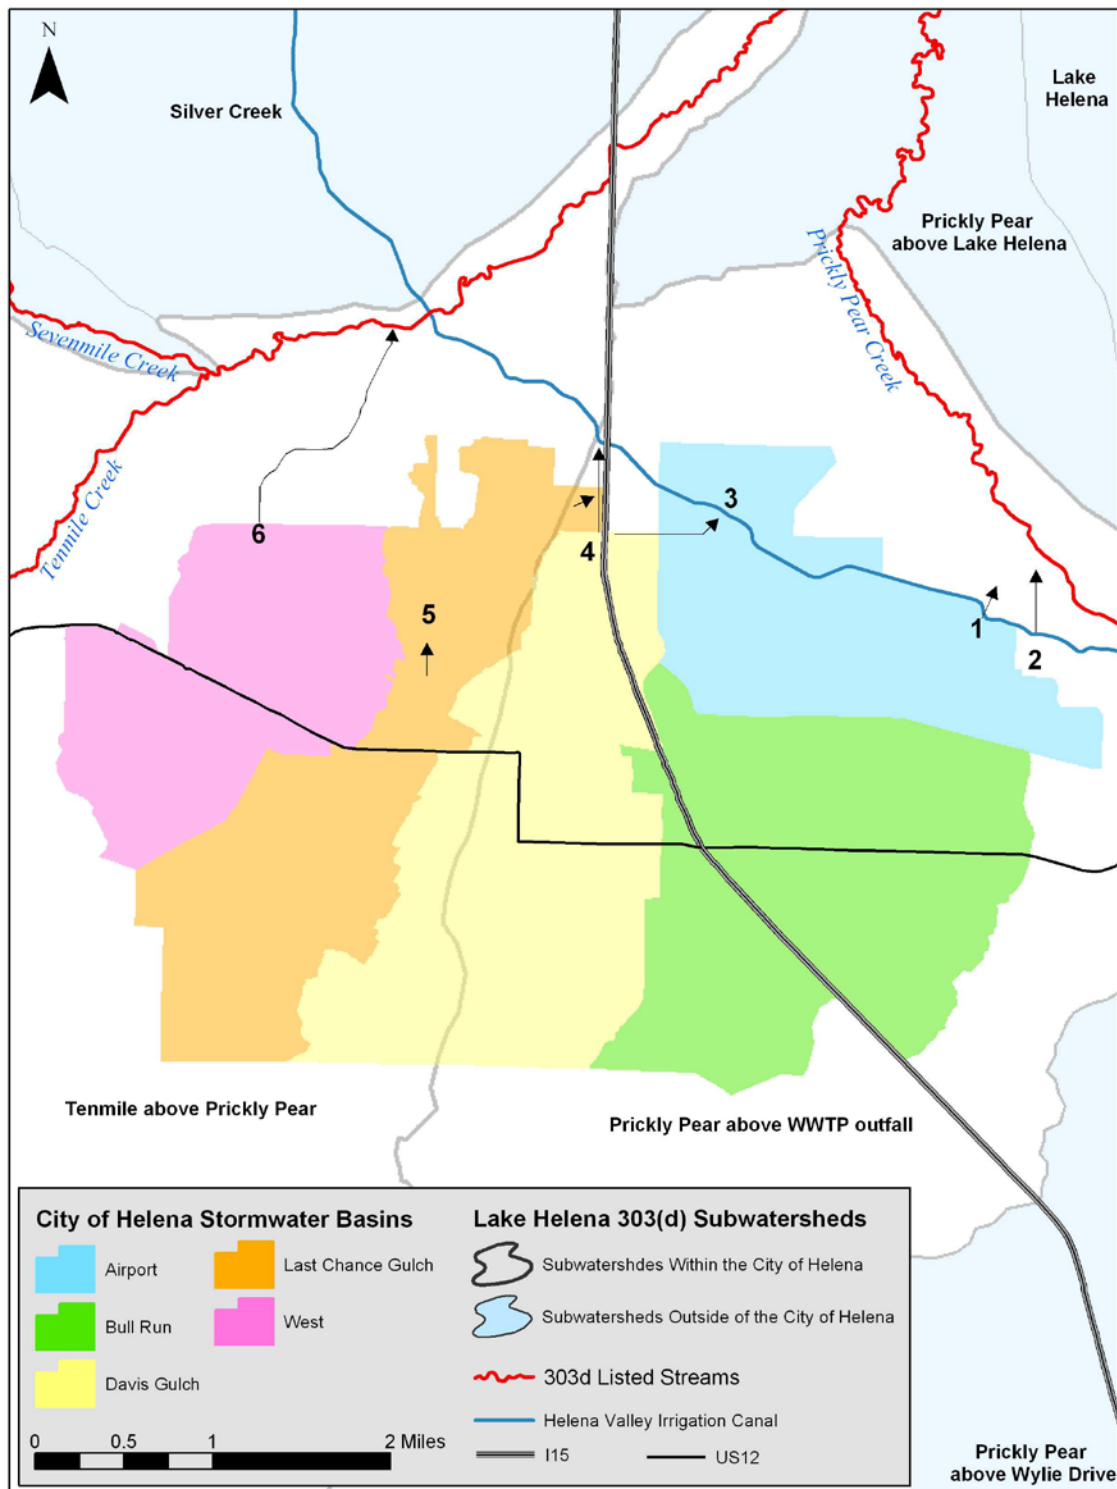 N
Silver Creek
Lake
Helena
Prickly Pear
above Lake Helena
Prickly Pear Creek
Sevenmile Creek
Tenmile Creek
3
6
4
5
1
2
Tenmile above Prickly Pear
Prickly Pear above WWTP outfall
City of Helena Stormwater Basins
Airport
Last Chance Gulch
Bull Run
West
Davis Gulch
0 0.5 1 2 Miles
Lake Helena 303(d) Subwatersheds
Subwatershdes Within the City of Helena
Subwatersheds Outside of the City of Helena
303d Listed Streams
Helena Valley Irrigation Canal
I15
US12
Prickly Pear
above Wylie Drive